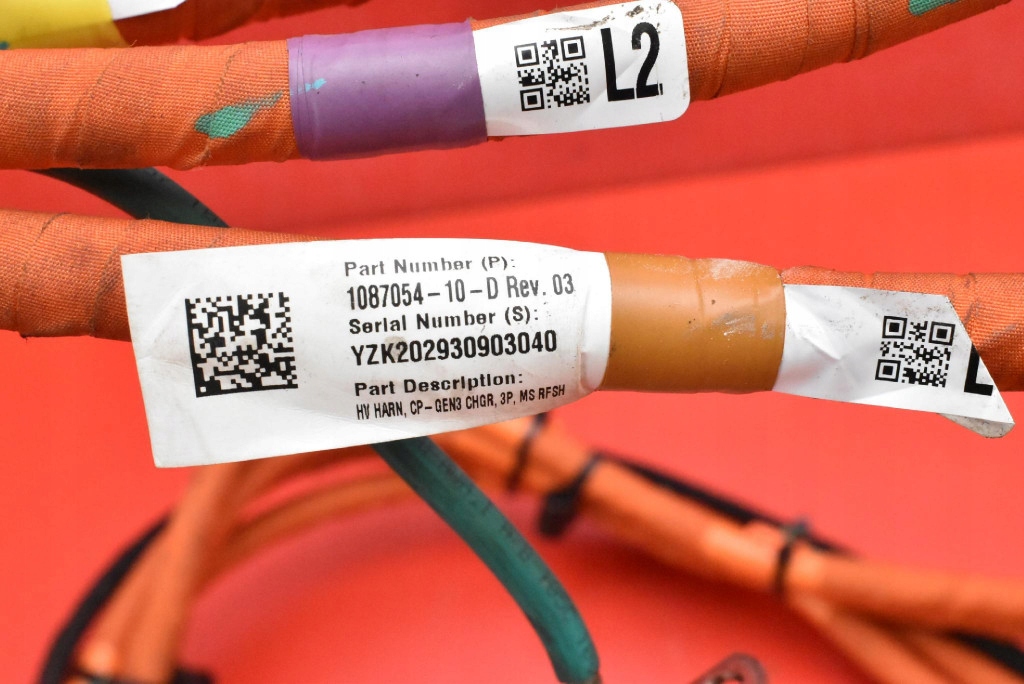 L2
Part Number (P):
1087054-10-D Rev. 03
Serial Number (S):
YZK202930903040
Part Description:
HV HARN, CP-GEN3 CHGR, 3P, MS RFSH
L